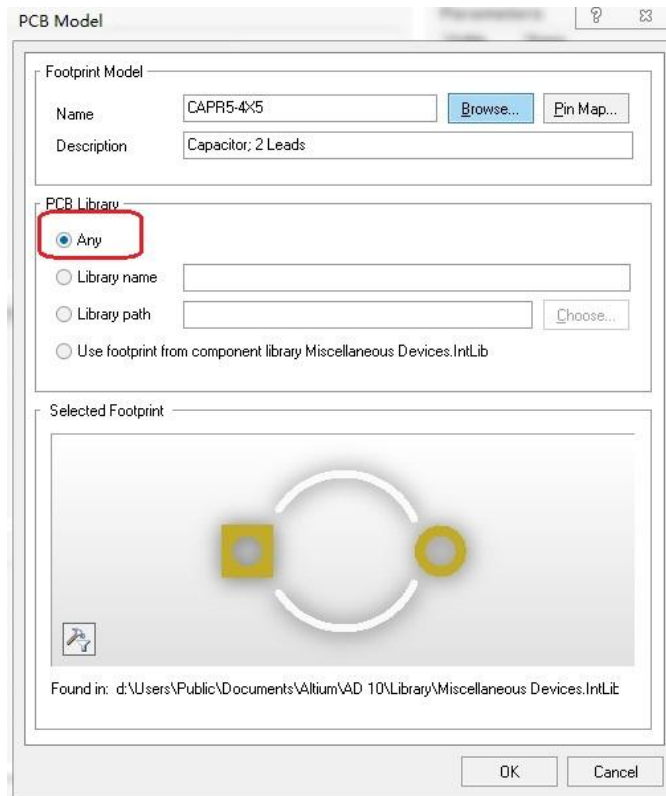 PCB Model
Footprint Model
Name CAPR5-4X5 Browse... Pin Map...
Description Capacitor; 2 Leads
PCB Library
Any
Library name
Library path Choose...
Use footprint from component library Miscellaneous Devices.IntLib
Selected Footprint
Found in: d:\Users\Public\Documents\Altium\AD 10\Library\Miscellaneous Devices.IntLib
OK Cancel